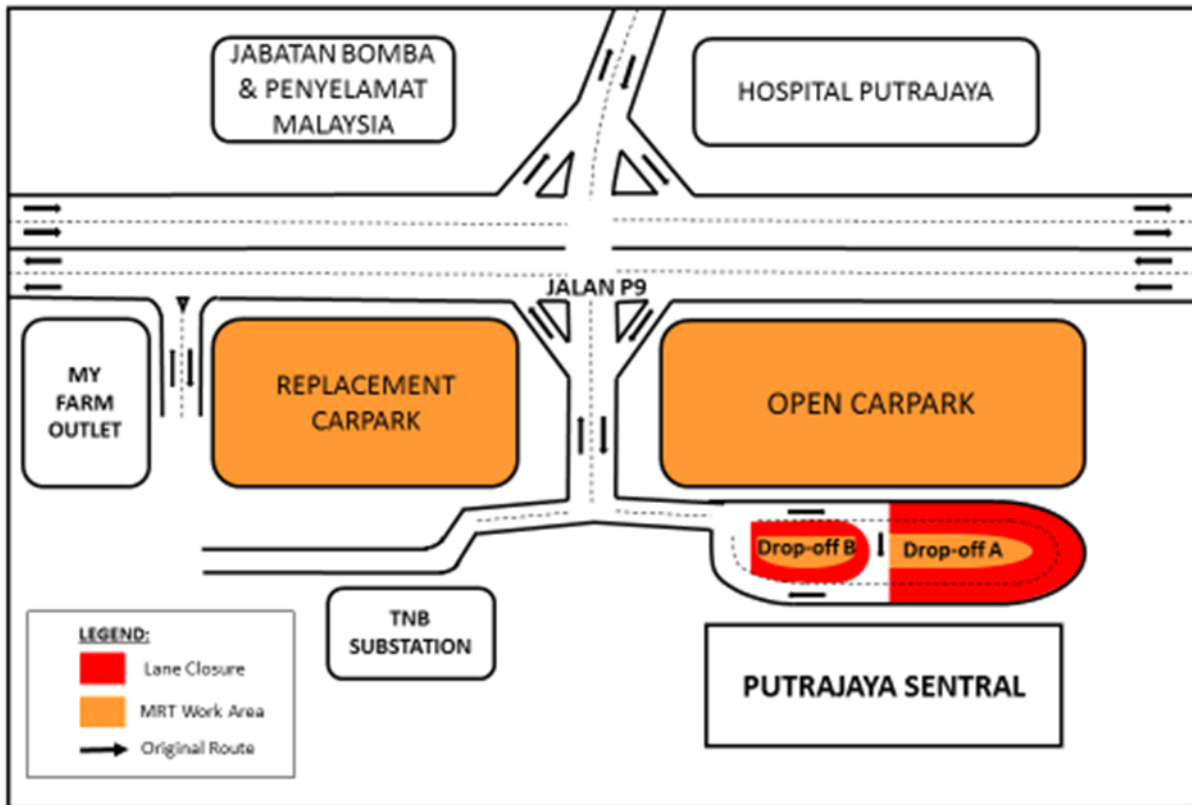 JABATAN BOMBA
& PENYELAMAT
MALAYSIA
HOSPITAL PUTRAJAYA
JALAN P9
MY
FARM
OUTLET
REPLACEMENT
CARPARK
OPEN CARPARK
Drop-off B
Drop-off A
TNB
SUBSTATION
PUTRAJAYA SENTRAL
LEGEND:
Lane Closure
MRT Work Area
Original Route